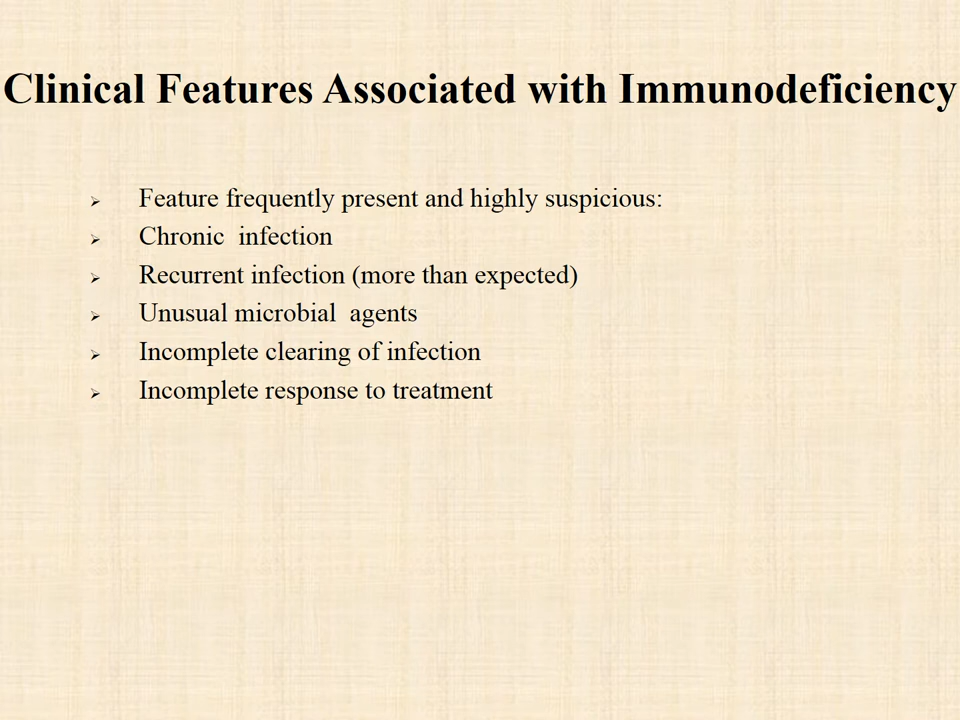 Clinical Features Associated with Immunodeficiency
Feature frequently present and highly suspicious:
Chronic  infection
Recurrent infection (more than expected)
Unusual microbial  agents
Incomplete clearing of infection
Incomplete response to treatment